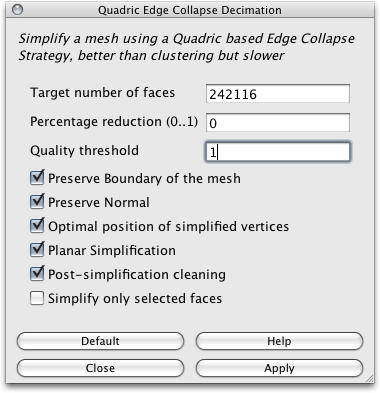 Quadric Edge Collapse Decimation
Simplify a mesh using a Quadric based Edge Collapse
Strategy, better than clustering but slower
Target number of faces 242116
Percentage reduction (0..1) 0
Quality threshold 1
Preserve Boundary of the mesh
Preserve Normal
Optimal position of simplified vertices
Planar Simplification
Post-simplification cleaning
Simplify only selected faces
Default Help
Close Apply